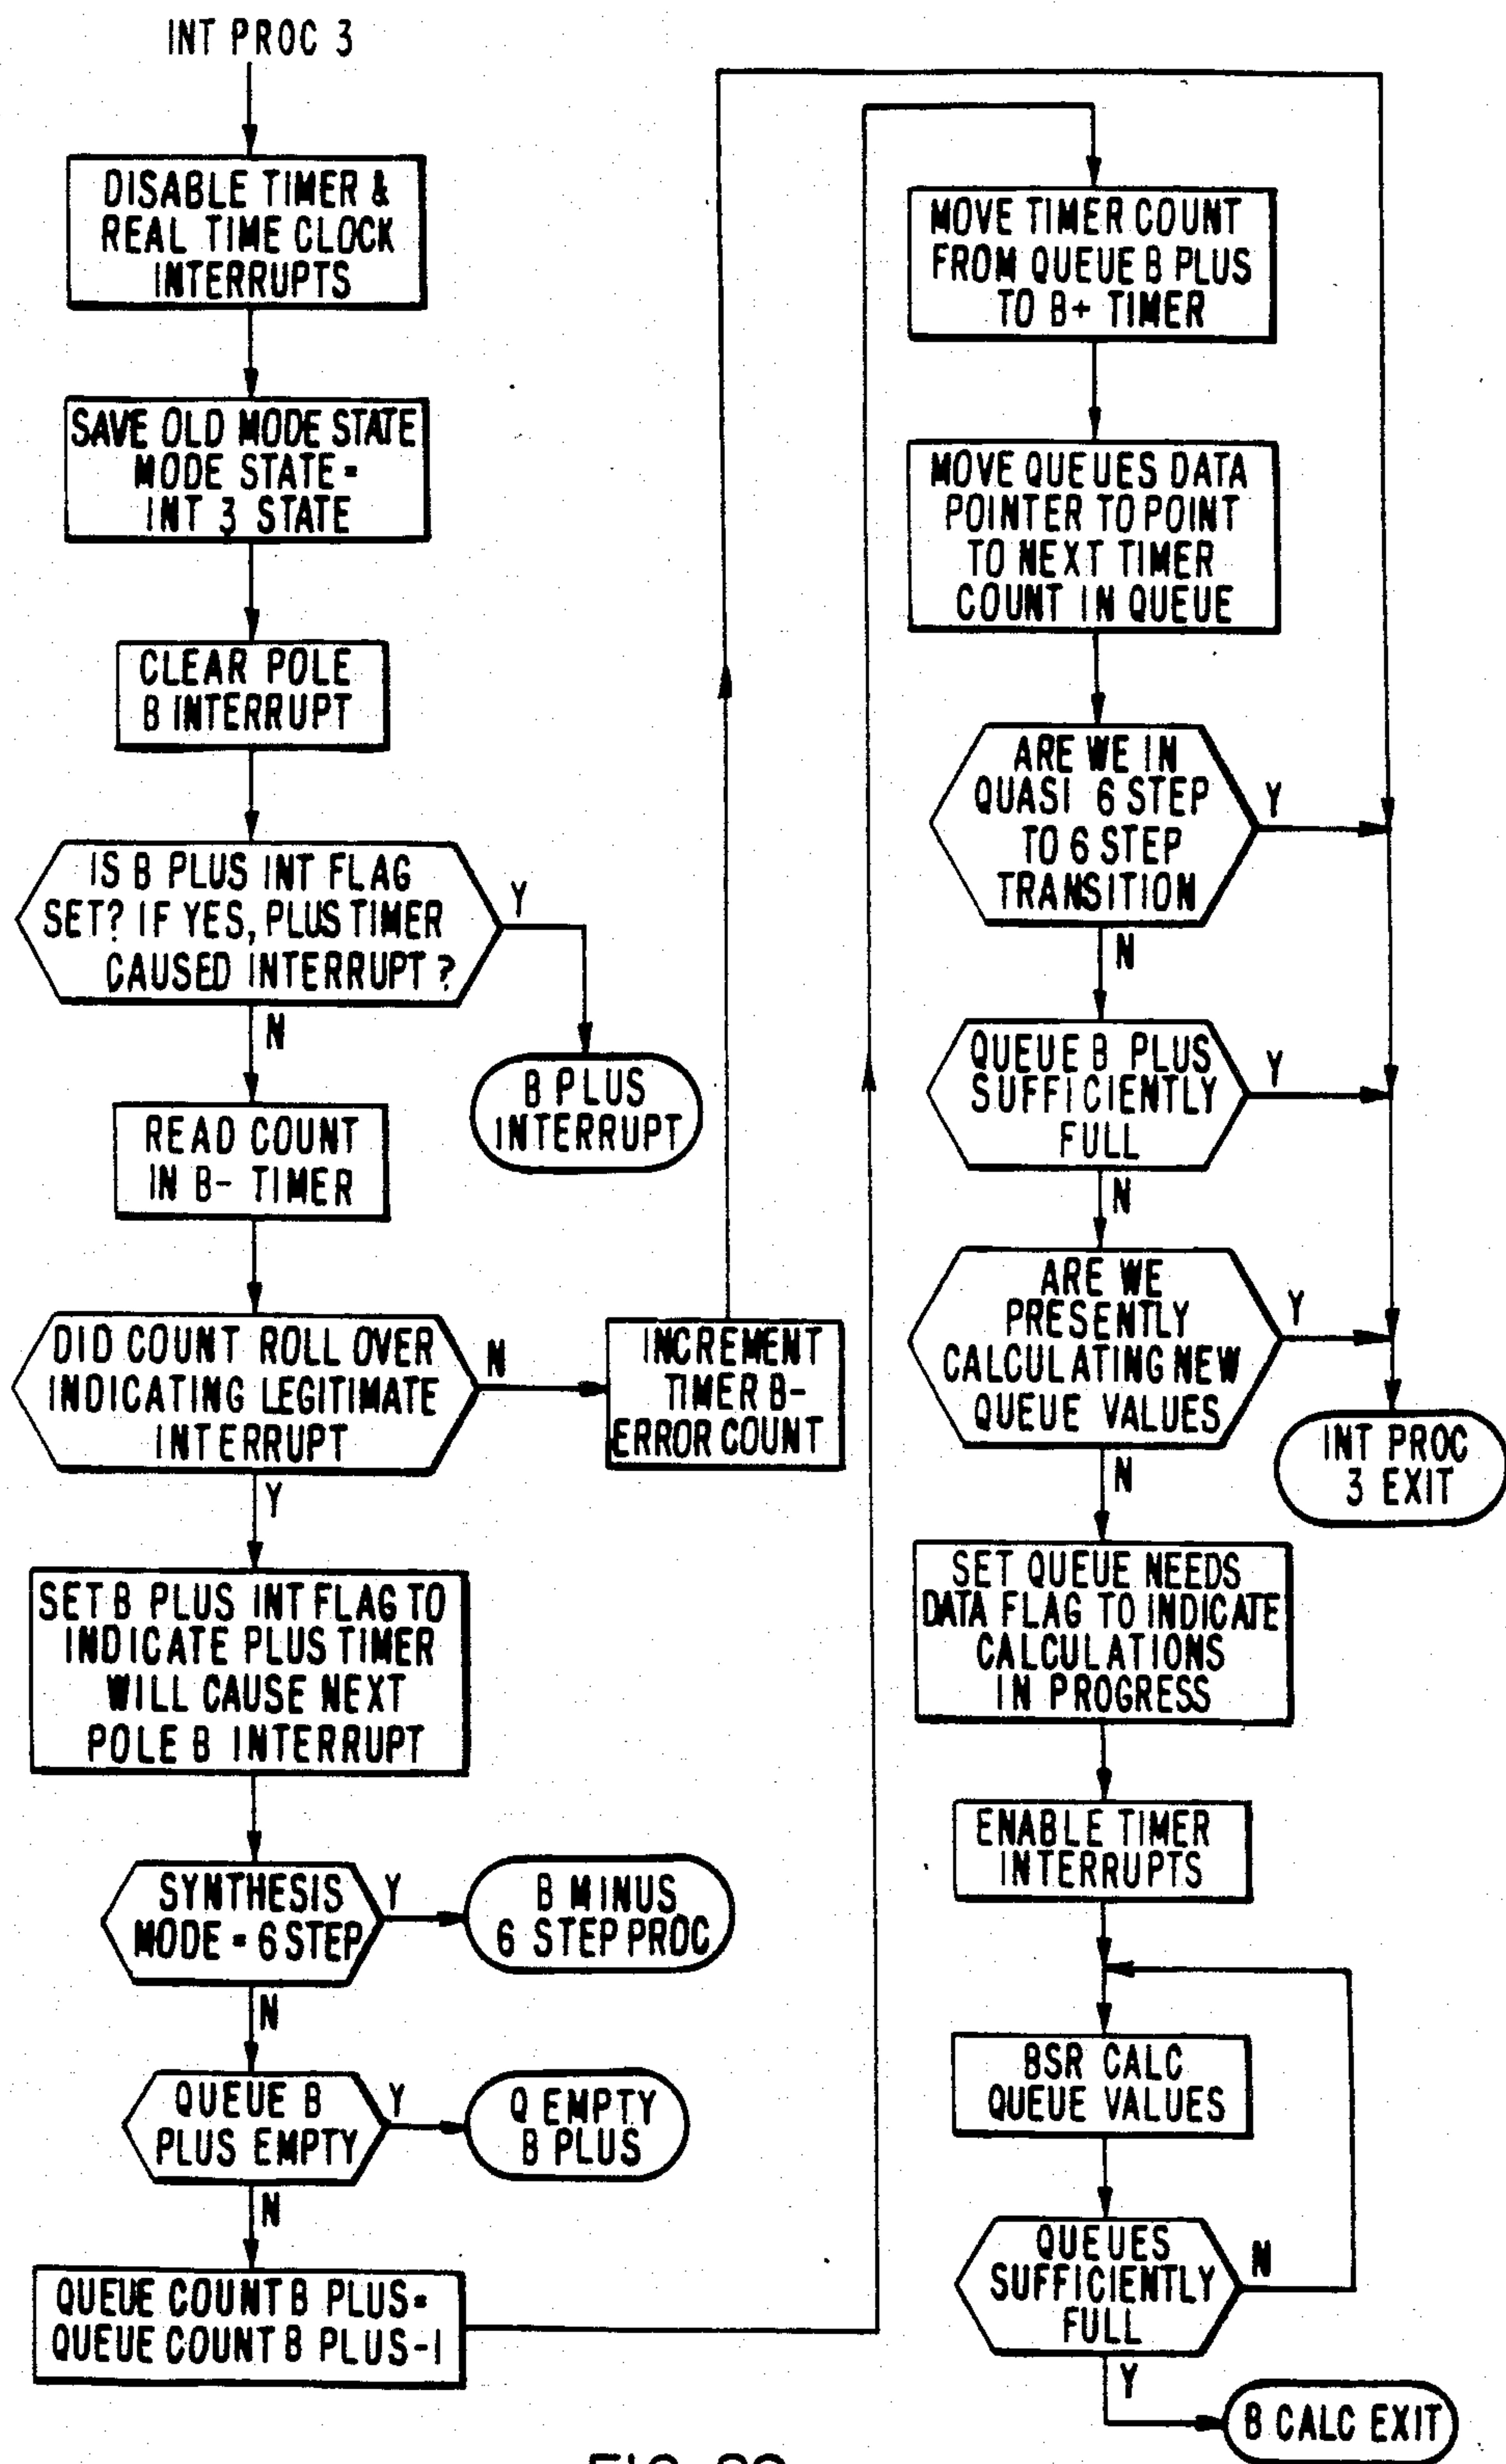 INT PROC 3
DISABLE TIMER &
REAL TIME CLOCK
INTERRUPTS
SAVE OLD MODE STATE
MODE STATE =
INT 3 STATE
CLEAR POLE
B INTERRUPT
IS B PLUS INT FLAG
SET? IF YES, PLUS TIMER
CAUSED INTERRUPT?
Y
N
B PLUS
INTERRUPT
READ COUNT
IN B- TIMER
DID COUNT ROLL OVER
INDICATING LEGITIMATE
INTERRUPT
N
Y
INCREMENT
TIMER B-
ERROR COUNT
SET B PLUS INT FLAG TO
INDICATE PLUS TIMER
WILL CAUSE NEXT
POLE B INTERRUPT
SYNTHESIS
MODE = 6 STEP
Y
N
B MINUS
6 STEP PROC
QUEUE B
PLUS EMPTY
Y
N
Q EMPTY
B PLUS
QUEUE COUNT B PLUS=
QUEUE COUNT B PLUS-1
MOVE TIMER COUNT
FROM QUEUE B PLUS
TO B+ TIMER
MOVE QUEUES DATA
POINTER TO POINT
TO NEXT TIMER
COUNT IN QUEUE
ARE WE IN
QUASI 6 STEP
TO 6 STEP
TRANSITION
Y
N
QUEUE B PLUS
SUFFICIENTLY
FULL
Y
N
ARE WE
PRESENTLY
CALCULATING NEW
QUEUE VALUES
Y
N
INT PROC
3 EXIT
SET QUEUE NEEDS
DATA FLAG TO INDICATE
CALCULATIONS
IN PROGRESS
ENABLE TIMER
INTERRUPTS
BSR CALC
QUEUE VALUES
QUEUES
SUFFICIENTLY
FULL
N
Y
B CALC EXIT